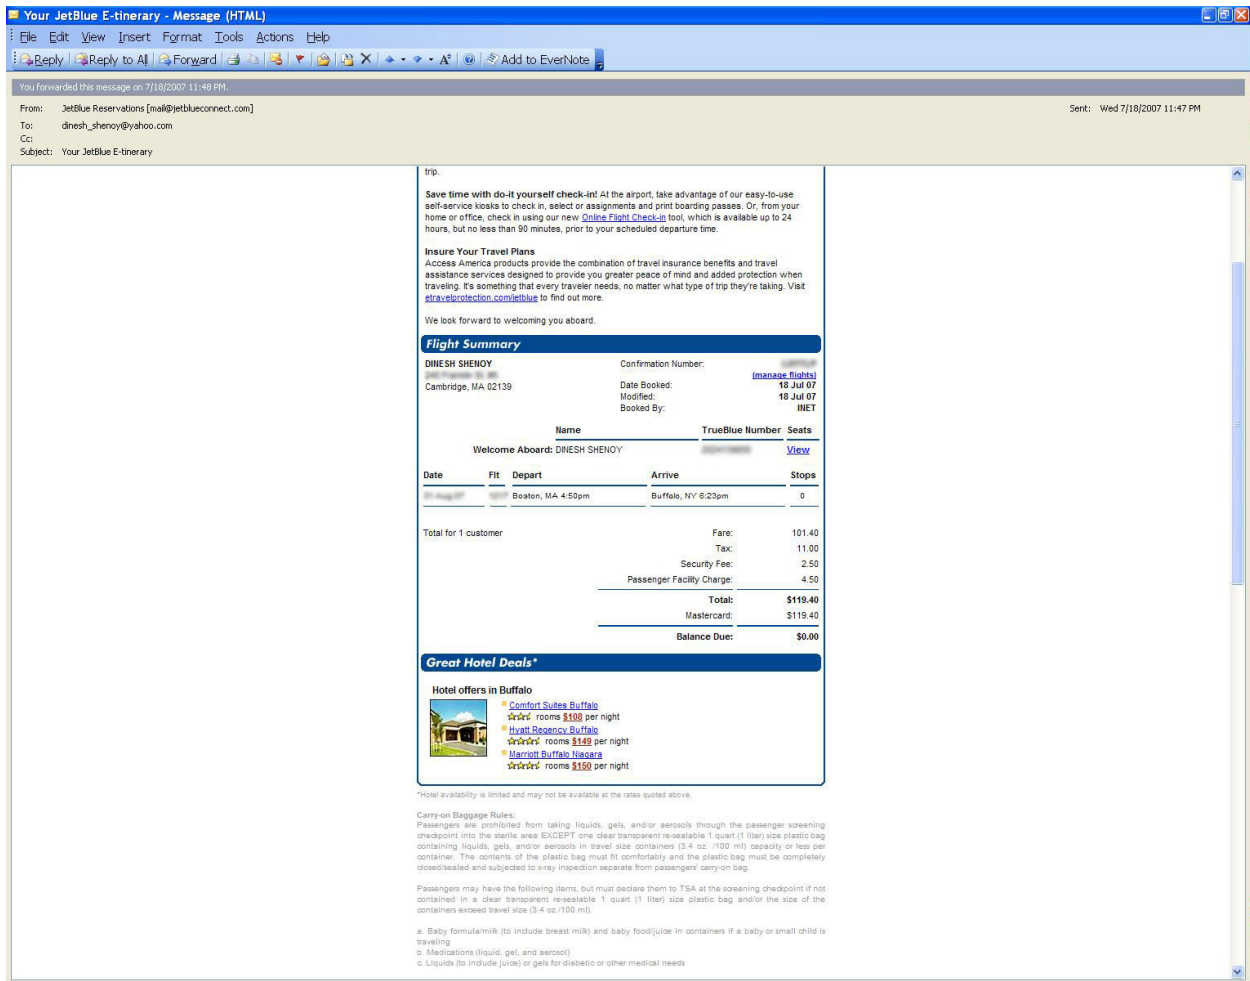 Your JetBlue E-tinerary - Message (HTML)
File Edit View Insert Format Tools Actions Help
Reply Reply to All Forward Add to EverNote
You forwarded this message on 7/18/2007 11:48 PM.
From: JetBlue Reservations [mail@jetblueconnect.com] Sent: Wed 7/18/2007 11:47 PM
To: dinesh_shenoy@yahoo.com
Cc:
Subject: Your JetBlue E-tinerary
trip.
Save time with do-it yourself check-in! At the airport, take advantage of our easy-to-use
self-service kiosks to check in, select or assignments and print boarding passes. Or, from your
home or office, check in using our new Online Flight Check-in tool, which is available up to 24
hours, but no less than 90 minutes, prior to your scheduled departure time.
Insure Your Travel Plans
Access America products provide the combination of travel insurance benefits and travel
assistance services designed to provide you greater peace of mind and added protection when
traveling. It's something that every traveler needs, no matter what type of trip they're taking. Visit
etravelprotection.com/jetblue to find out more.
We look forward to welcoming you aboard.
Flight Summary
DINESH SHENOY Confirmation Number:
(manage flights)
Cambridge, MA 02139 Date Booked: 18 Jul 07
Modified: 18 Jul 07
Booked By: INET
Name TrueBlue Number Seats
Welcome Aboard: DINESH SHENOY View
Date Flt Depart Arrive Stops
Boston, MA 4:50pm Buffalo, NY 6:23pm 0
Total for 1 customer Fare: 101.40
Tax: 11.00
Security Fee: 2.50
Passenger Facility Charge: 4.50
Total: $119.40
Mastercard: $119.40
Balance Due: $0.00
Great Hotel Deals*
Hotel offers in Buffalo
Comfort Suites Buffalo
rooms $108 per night
Hyatt Regency Buffalo
rooms $149 per night
Marriott Buffalo Niagara
rooms $150 per night
*Hotel availability is limited and may not be available at the rates quoted above.
Carry-on Baggage Rules:
Passengers are prohibited from taking liquids, gels, and/or aerosols through the passenger screening
checkpoint into the sterile area EXCEPT one clear transparent re-sealable 1 quart (1 liter) size plastic bag
containing liquids, gels, and/or aerosols in travel size containers (3.4 oz. /100 ml) capacity or less per
container. The contents of the plastic bag must fit comfortably and the plastic bag must be completely
closed/sealed and subjected to x-ray inspection separate from passengers' carry-on bag.
Passengers may have the following items, but must declare them to TSA at the screening checkpoint if not
contained in a clear transparent re-sealable 1 quart (1 liter) size plastic bag and/or the size of the
containers exceed travel size (3.4 oz./100 ml).
a. Baby formula/milk (to include breast milk) and baby food/juice in containers if a baby or small child is
traveling
b. Medications (liquid, gel, and aerosol)
c. Liquids (to include juice) or gels for diabetic or other medical needs